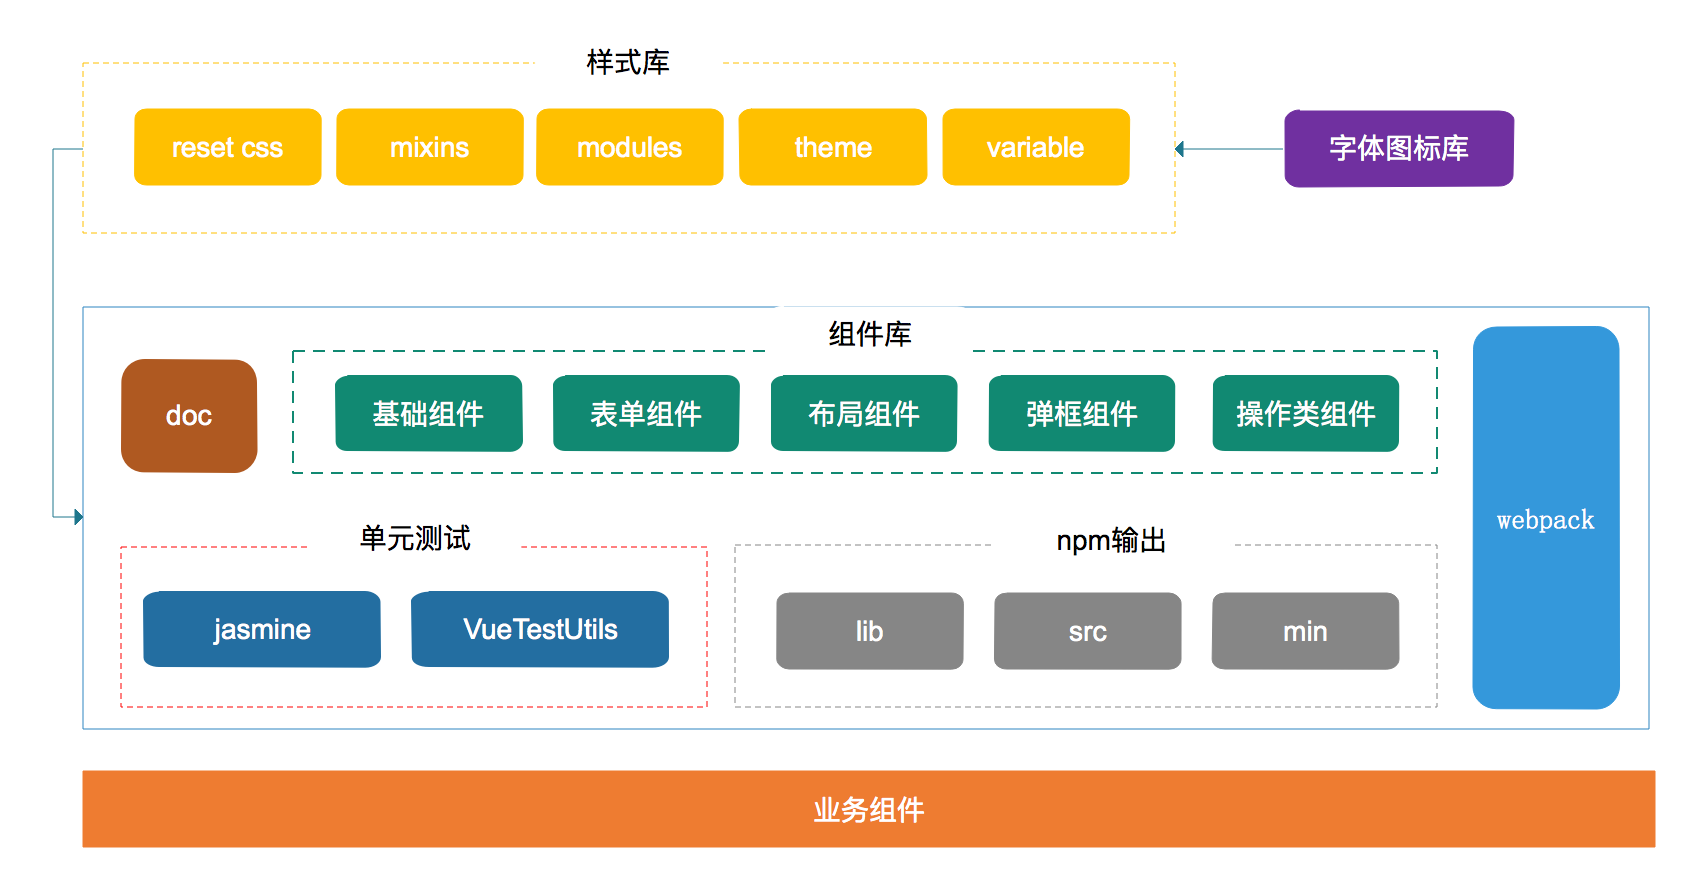 样式库
reset css
mixins
modules
theme
variable
字体图标库
组件库
doc
基础组件
表单组件
布局组件
弹框组件
操作类组件
webpack
单元测试
jasmine
VueTestUtils
npm输出
lib
src
min
业务组件